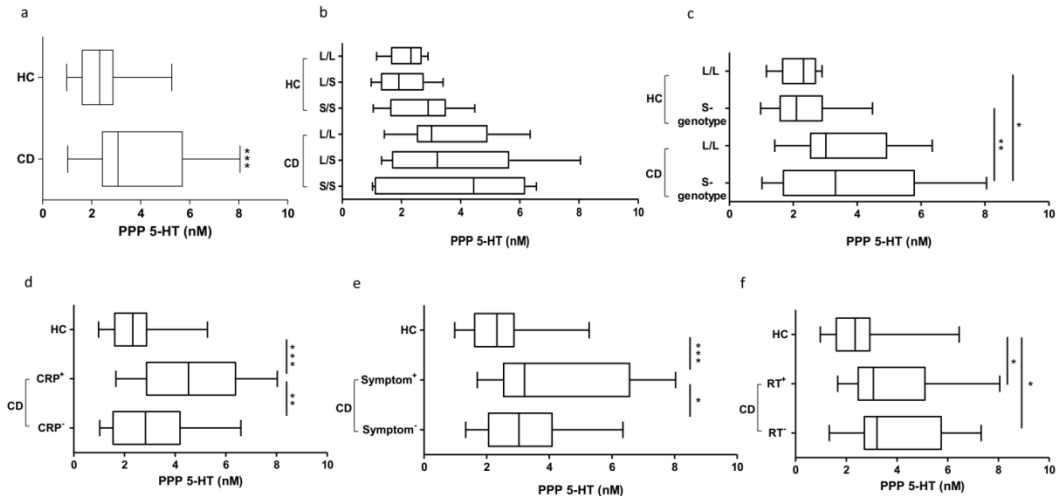 a
HC
CD
***
0 2 4 6 8 10
PPP 5-HT (nM)
b
HC
L/L
L/S
S/S
CD
L/L
L/S
S/S
0 2 4 6 8 10
PPP 5-HT (nM)
c
HC
L/L
S-
genotype
CD
L/L
S-
genotype
**
*
0 2 4 6 8 10
PPP 5-HT (nM)
d
HC
CD
CRP⁺
CRP⁻
***
**
0 2 4 6 8 10
PPP 5-HT (nM)
e
HC
CD
Symptom⁺
Symptom⁻
***
*
0 2 4 6 8 10
PPP 5-HT (nM)
f
HC
CD
RT⁺
RT⁻
*
*
0 2 4 6 8 10
PPP 5-HT (nM)